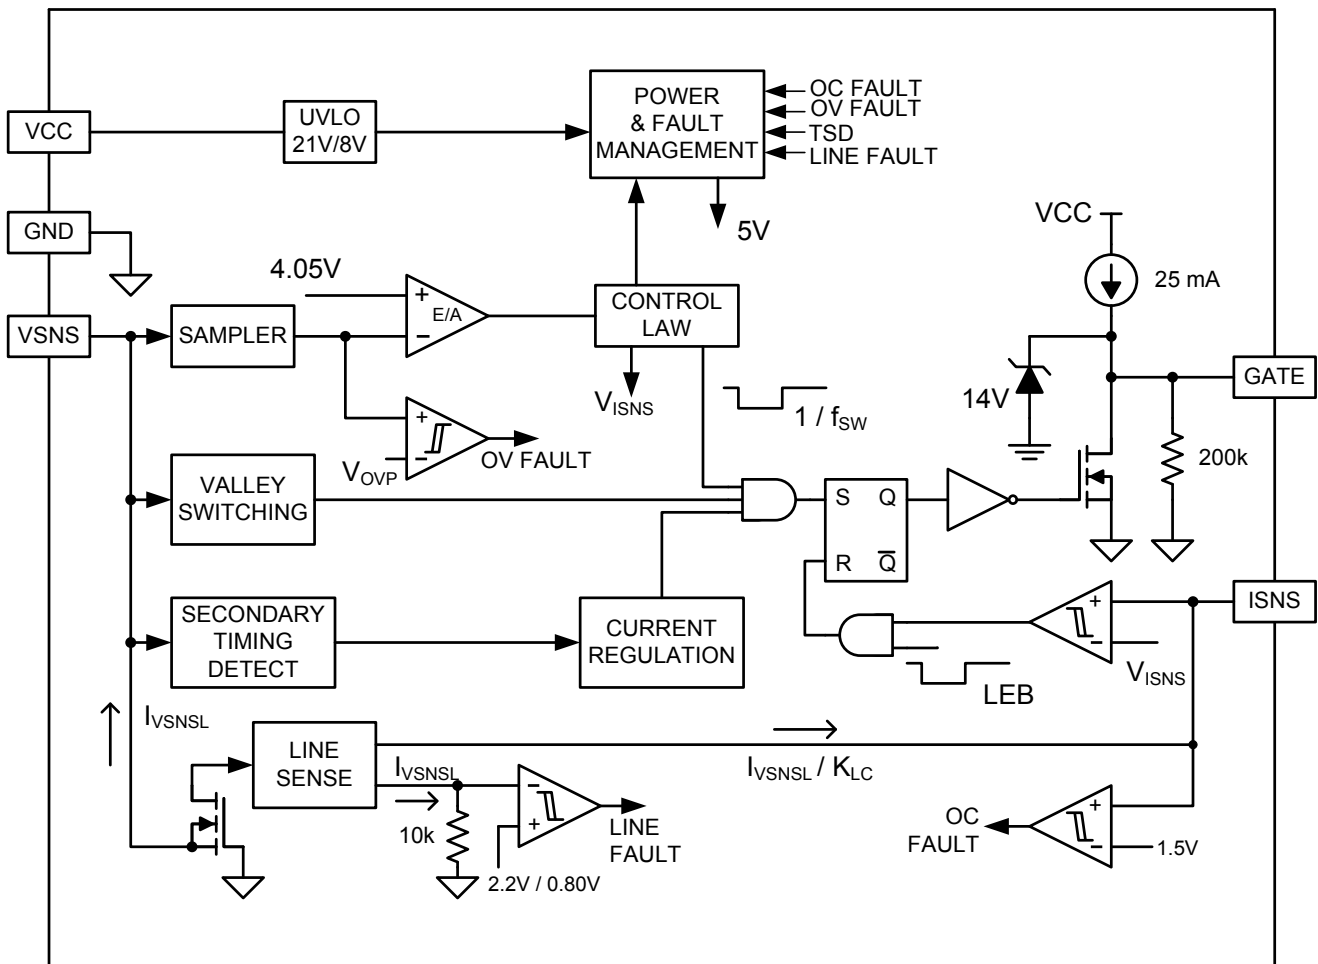 VCC
UVLO
21V/8V
POWER
& FAULT
MANAGEMENT
OC FAULT
OV FAULT
TSD
LINE FAULT
5V
GND
VSNS
SAMPLER
4.05V
+
E/A
−
CONTROL
LAW
V_ISNS
VCC
25 mA
14V
GATE
200k
1 / f_SW
+
−
V_OVP
OV FAULT
VALLEY
SWITCHING
S Q
R Q̅
SECONDARY
TIMING
DETECT
CURRENT
REGULATION
LEB
+
−
V_ISNS
ISNS
I_VSNSL
LINE
SENSE
I_VSNSL
I_VSNSL / K_LC
10k
−
+
2.2V / 0.80V
LINE
FAULT
OC
FAULT
+
−
1.5V